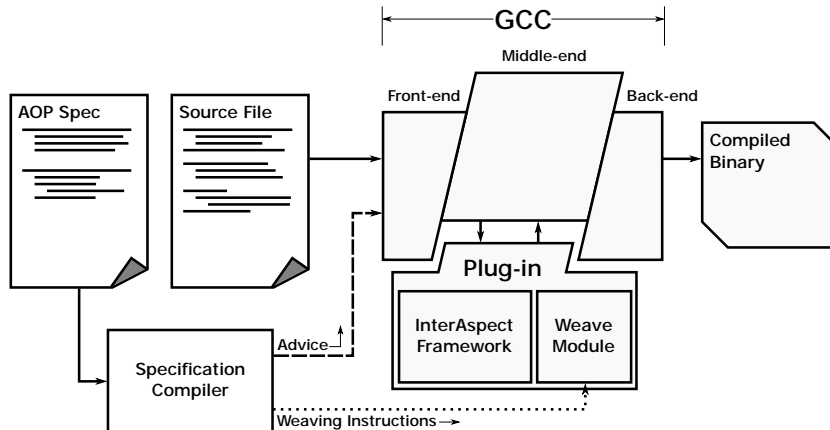 GCC
Middle-end
Front-end
Back-end
AOP Spec
Source File
Compiled
Binary
Plug-in
InterAspect
Framework
Weave
Module
Advice
Specification
Compiler
Weaving Instructions